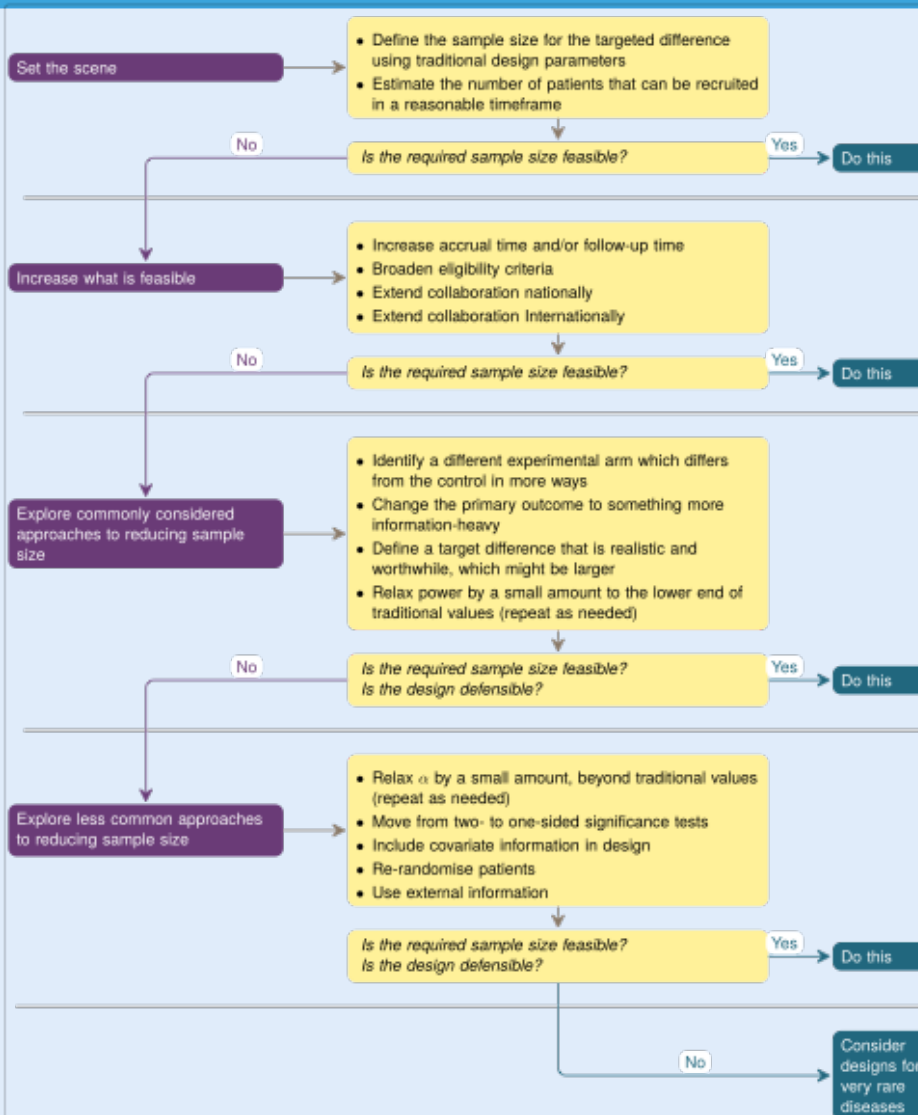 Set the scene
• Define the sample size for the targeted difference
using traditional design parameters
• Estimate the number of patients that can be recruited
in a reasonable timeframe
No
Is the required sample size feasible?
Yes
Do this
Increase what is feasible
• Increase accrual time and/or follow-up time
• Broaden eligibility criteria
• Extend collaboration nationally
• Extend collaboration Internationally
No
Is the required sample size feasible?
Yes
Do this
Explore commonly considered
approaches to reducing sample
size
• Identify a different experimental arm which differs
from the control in more ways
• Change the primary outcome to something more
information-heavy
• Define a target difference that is realistic and
worthwhile, which might be larger
• Relax power by a small amount to the lower end of
traditional values (repeat as needed)
No
Is the required sample size feasible?
Is the design defensible?
Yes
Do this
Explore less common approaches
to reducing sample size
• Relax α by a small amount, beyond traditional values
(repeat as needed)
• Move from two- to one-sided significance tests
• Include covariate information in design
• Re-randomise patients
• Use external information
Is the required sample size feasible?
Is the design defensible?
Yes
Do this
No
Consider
designs for
very rare
diseases